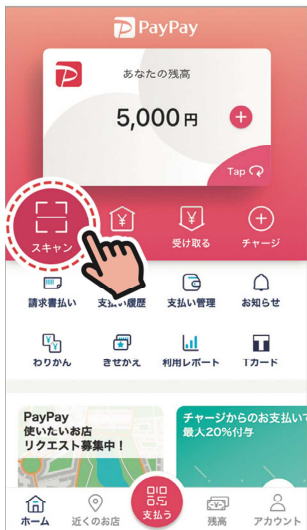 PayPay
あなたの残高
5,000円
Tap
スキャン
受け取る
チャージ
請求書払い
支払い履歴
支払い管理
お知らせ
わりかん
きせかえ
利用レポート
Tカード
PayPay
使いたいお店
リクエスト募集中！
チャージからのお支払いで
最大20%付与
ホーム
近くのお店
支払う
残高
アカウント